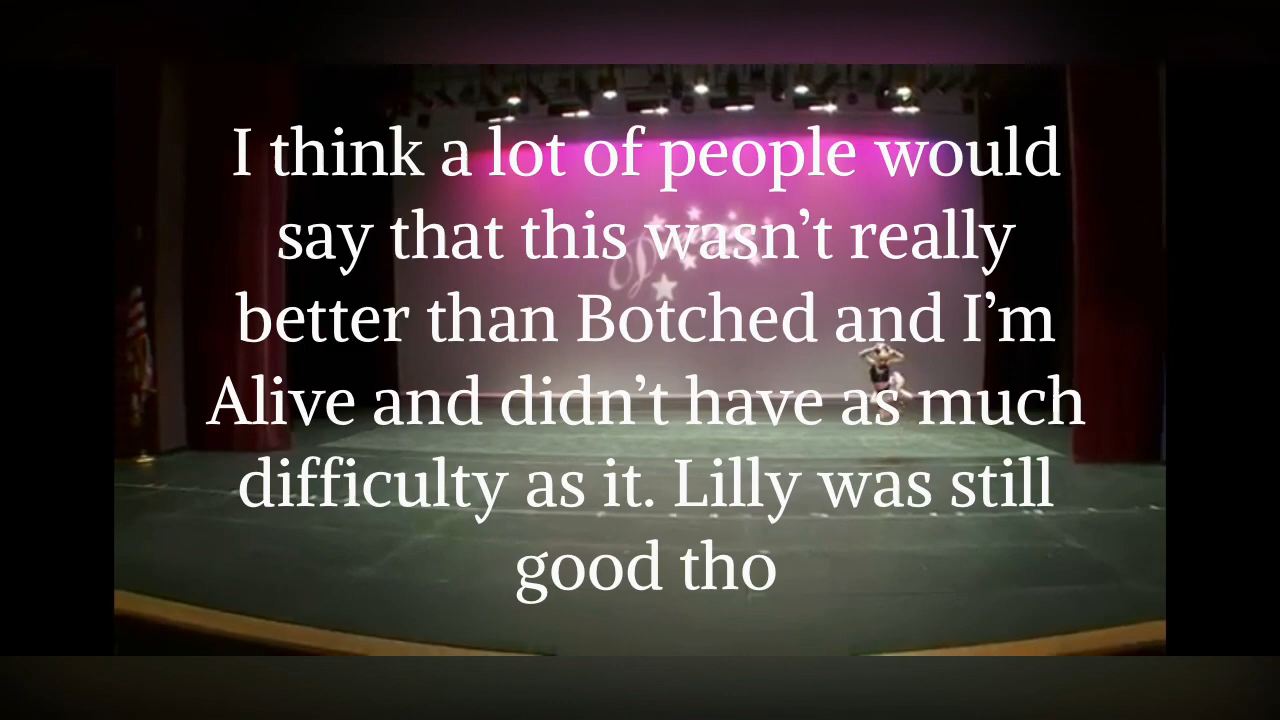 I think a lot of people would
say that this wasn’t really
better than Botched and I’m
Alive and didn’t have as much
difficulty as it. Lilly was still
good tho